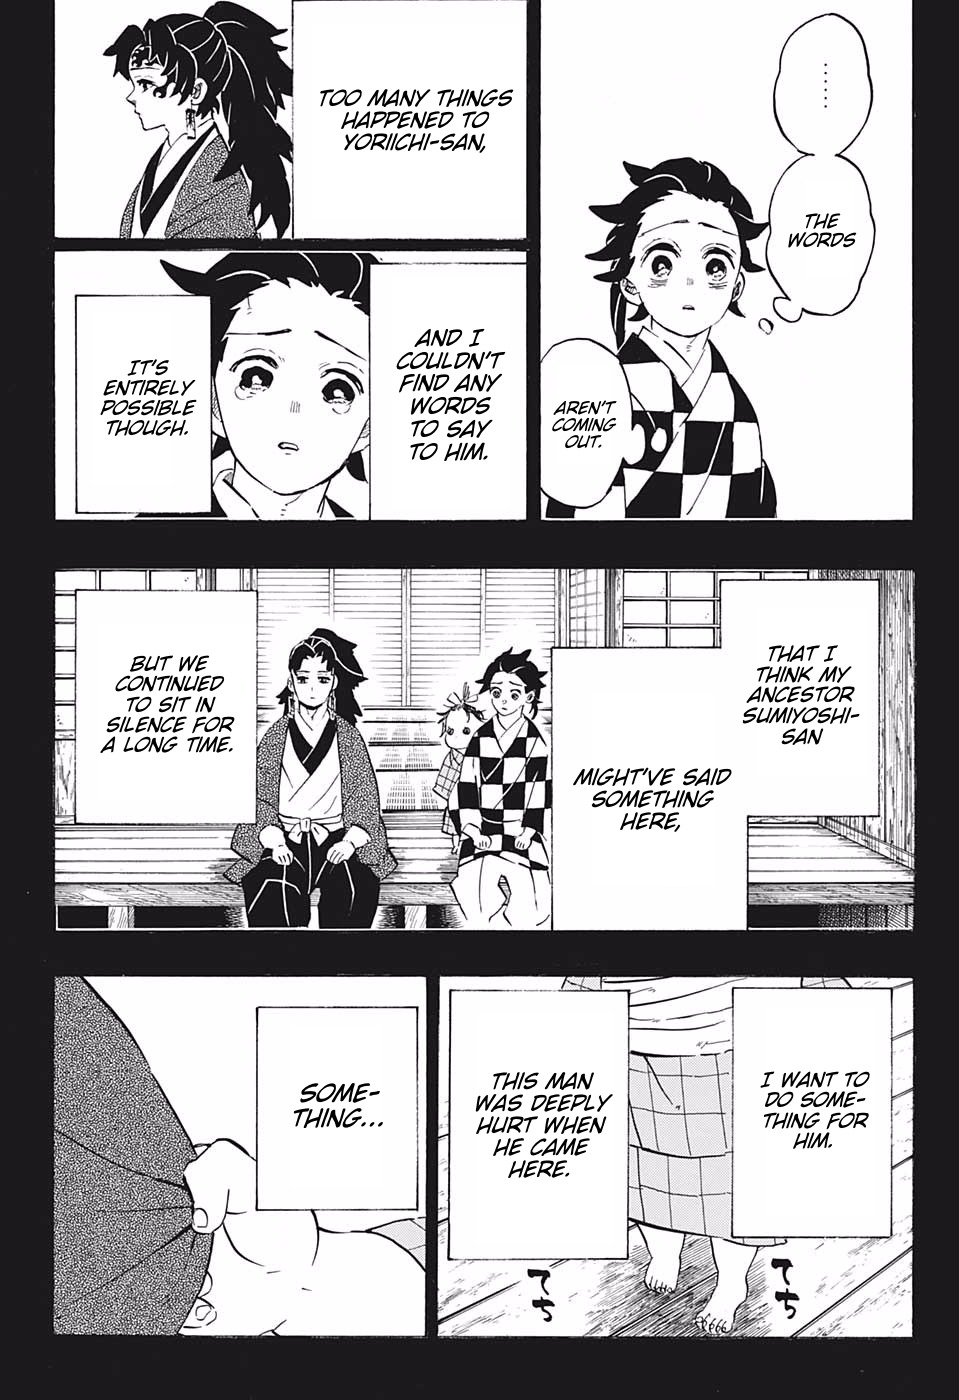 ......
THE
WORDS
AREN'T
COMING
OUT.
TOO MANY THINGS
HAPPENED TO
YORIICHI-SAN,
AND I
COULDN'T
FIND ANY
WORDS
TO SAY
TO HIM.
IT'S
ENTIRELY
POSSIBLE
THOUGH.
THAT I
THINK MY
ANCESTOR
SUMIYOSHI-
SAN
MIGHT'VE SAID
SOMETHING
HERE,
BUT WE
CONTINUED
TO SIT IN
SILENCE FOR
A LONG TIME.
I WANT TO
DO SOME-
THING FOR
HIM.
THIS MAN
WAS DEEPLY
HURT WHEN
HE CAME
HERE.
てち
てち
SOME-
THING...